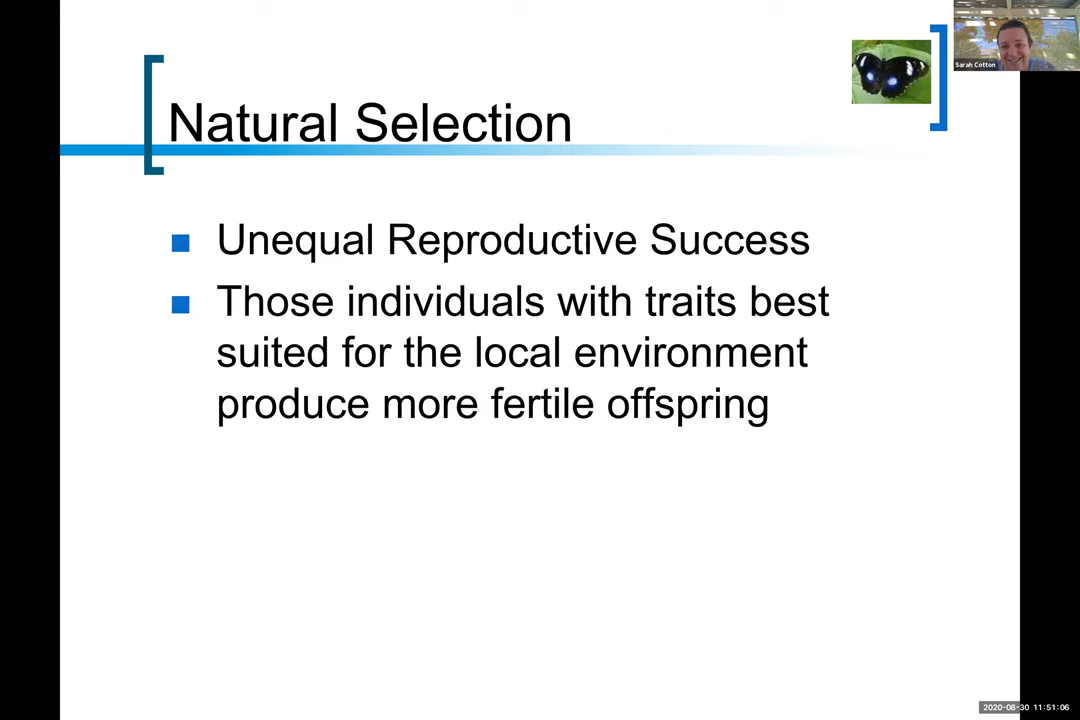 Sarah Cotton
Natural Selection
Unequal Reproductive Success
Those individuals with traits best
suited for the local environment
produce more fertile offspring
2020-08-30 11:51:06